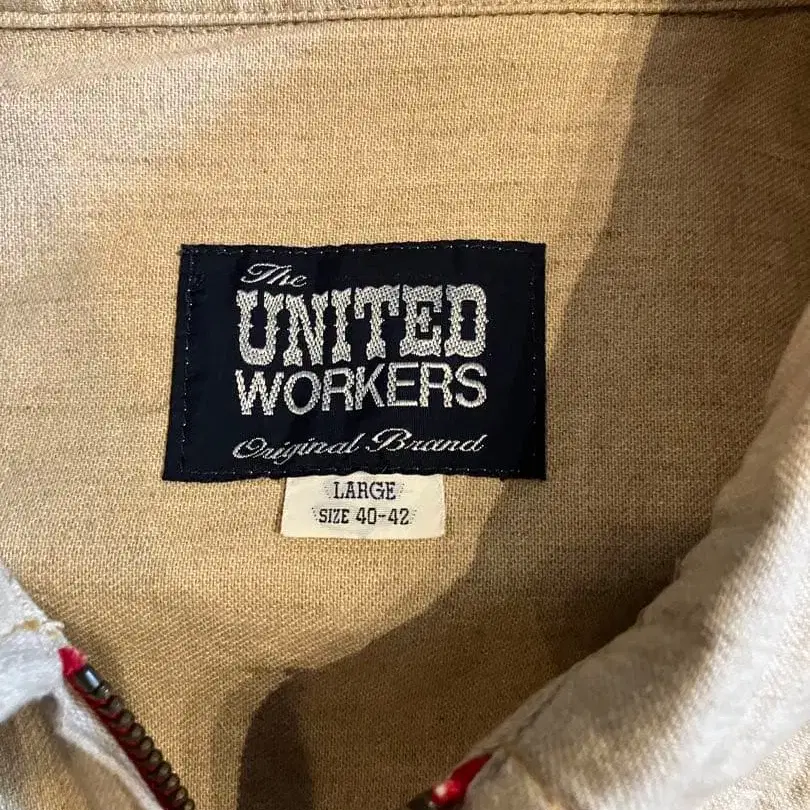 The
UNITED
WORKERS
Original Brand
LARGE
SIZE 40-42